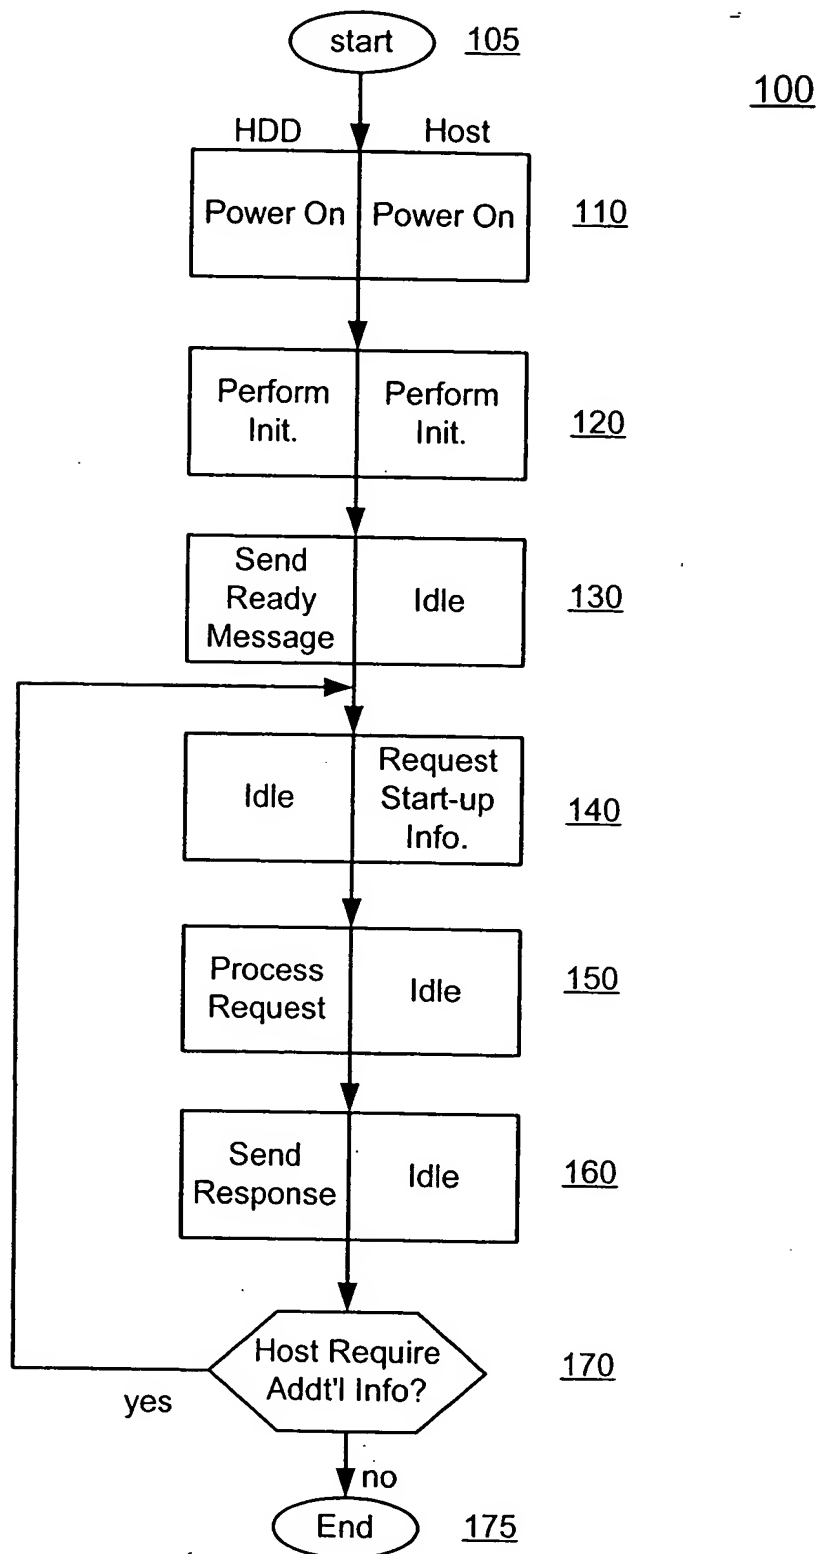 start 105
100
HDD Host
Power On Power On 110
Perform Init. Perform Init. 120
Send Ready Message Idle 130
Idle Request Start-up Info. 140
Process Request Idle 150
Send Response Idle 160
Host Require Addt'l Info? 170
yes
no
End 175